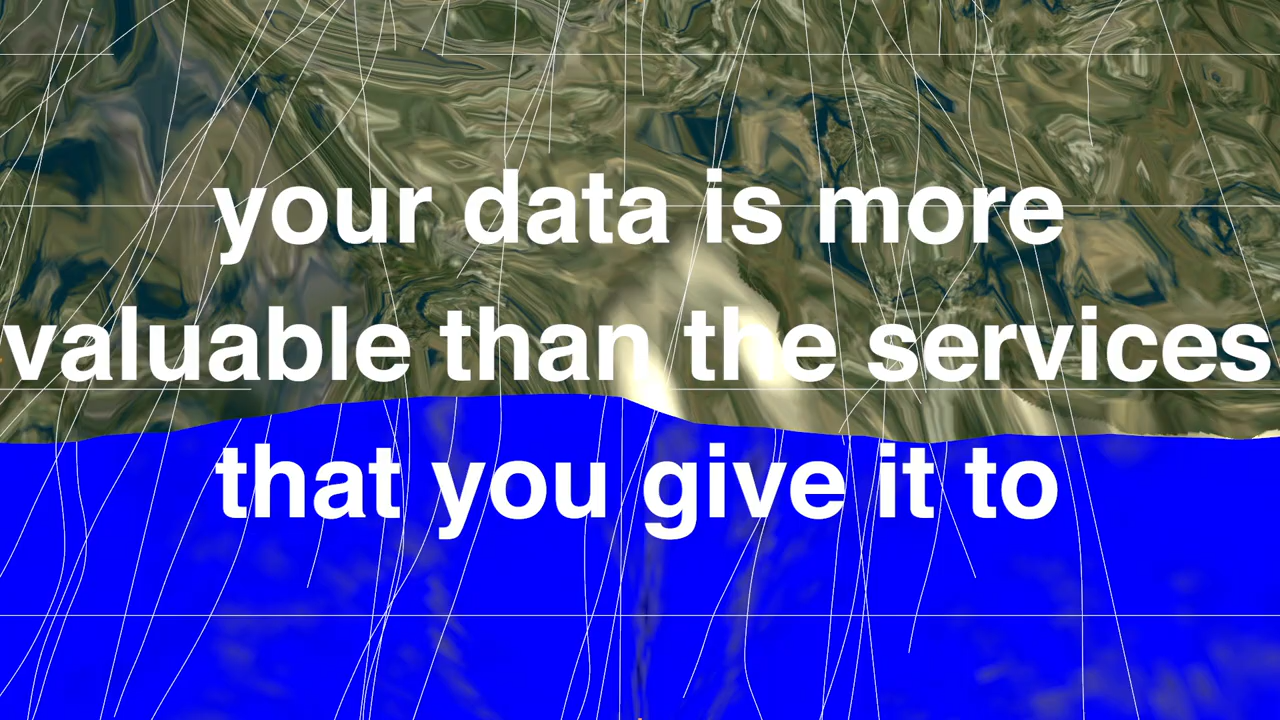 your data is more
valuable than the services
that you give it to